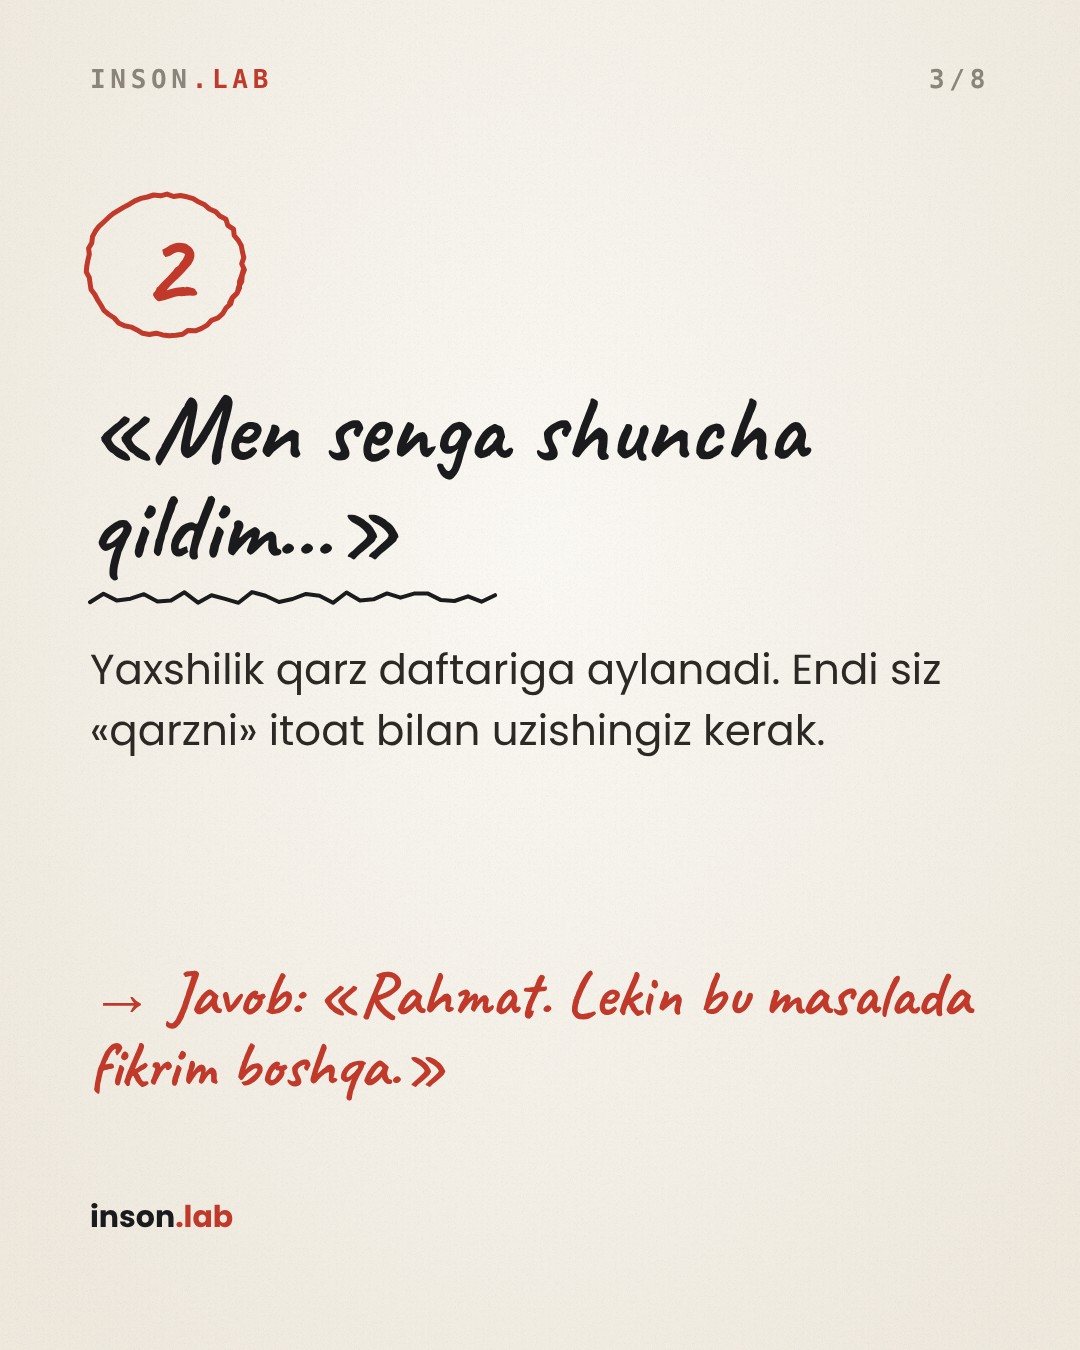 INSON.LAB
3/8
2
«Men senga shuncha
qildim...»
Yaxshilik qarz daftariga aylanadi. Endi siz
«qarzni» itoat bilan uzishingiz kerak.
→ Javob: «Rahmat. Lekin bu masalada
fikrim boshqa.»
inson.lab